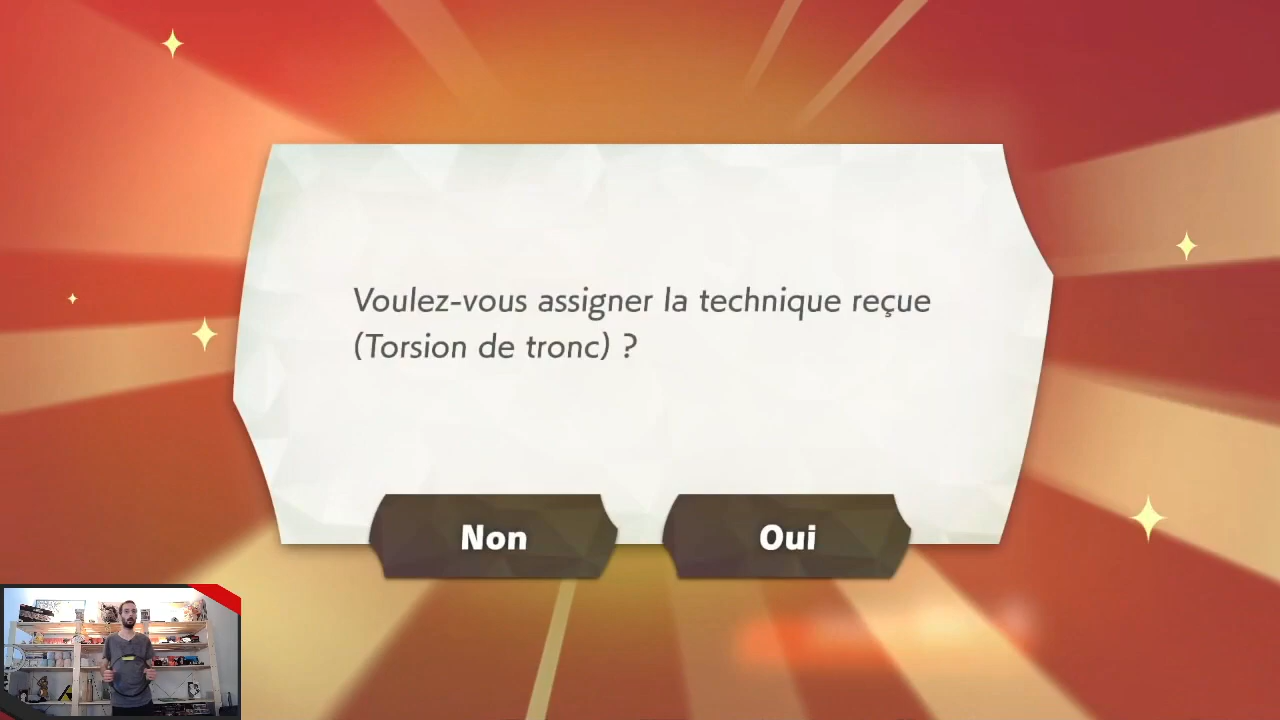 Voulez-vous assigner la technique reçue
(Torsion de tronc) ?
Non
Oui